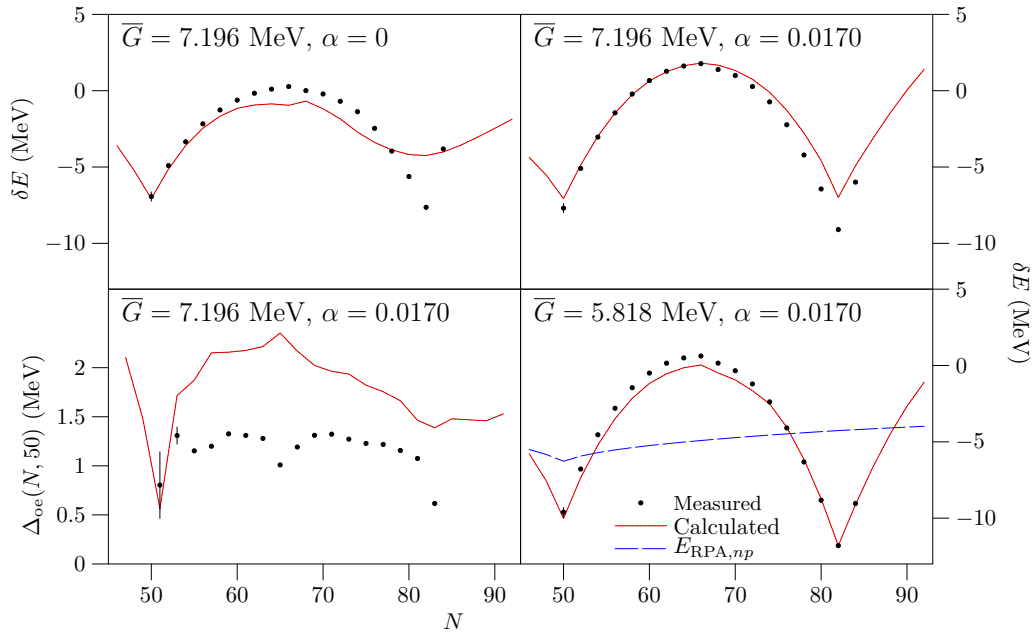 G̅ = 7.196 MeV, α = 0
G̅ = 7.196 MeV, α = 0.0170
5
0
−5
−10
δE (MeV)
0
−5
−10
G̅ = 7.196 MeV, α = 0.0170
G̅ = 5.818 MeV, α = 0.0170
δE (MeV)
5
0
−5
−10
Δoe(N, 50) (MeV)
2
1.5
1
0.5
0
Measured
Calculated
E_RPA,np
50 60 70 80 90
50 60 70 80 90
N